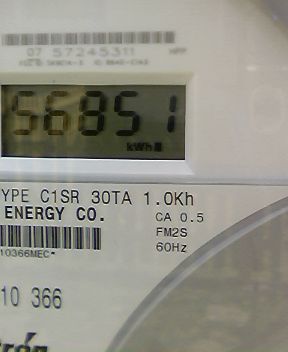 07 57245311
56851
kWh
YPE C1SR 30TA 1.0Kh
ENERGY CO.
CA 0.5
FM2S
60Hz
10366MEC*
10 366